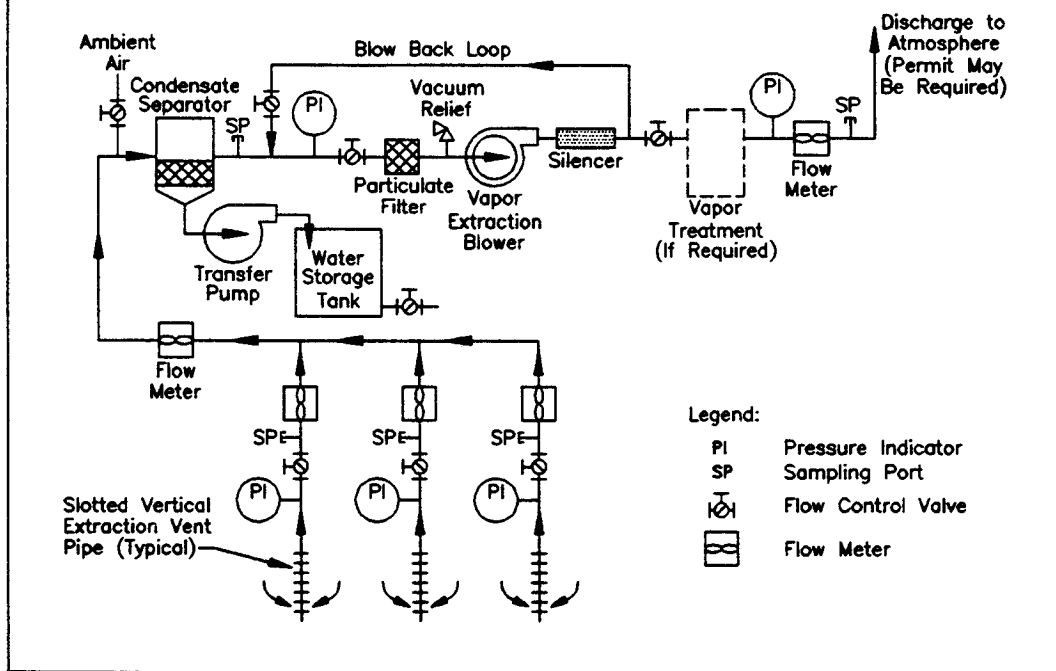 Ambient
Air
Condensate
Separator
SP
Blow Back Loop
PI
Vacuum
Relief
Particulate
Filter
Vapor
Extraction
Blower
Silencer
Vapor
Treatment
(If Required)
PI
SP
Flow
Meter
Discharge to
Atmosphere
(Permit May
Be Required)
Transfer
Pump
Water
Storage
Tank
Flow
Meter
SP
SP
SP
PI
PI
PI
Slotted Vertical
Extraction Vent
Pipe (Typical)
Legend:
PI Pressure Indicator
SP Sampling Port
Flow Control Valve
Flow Meter